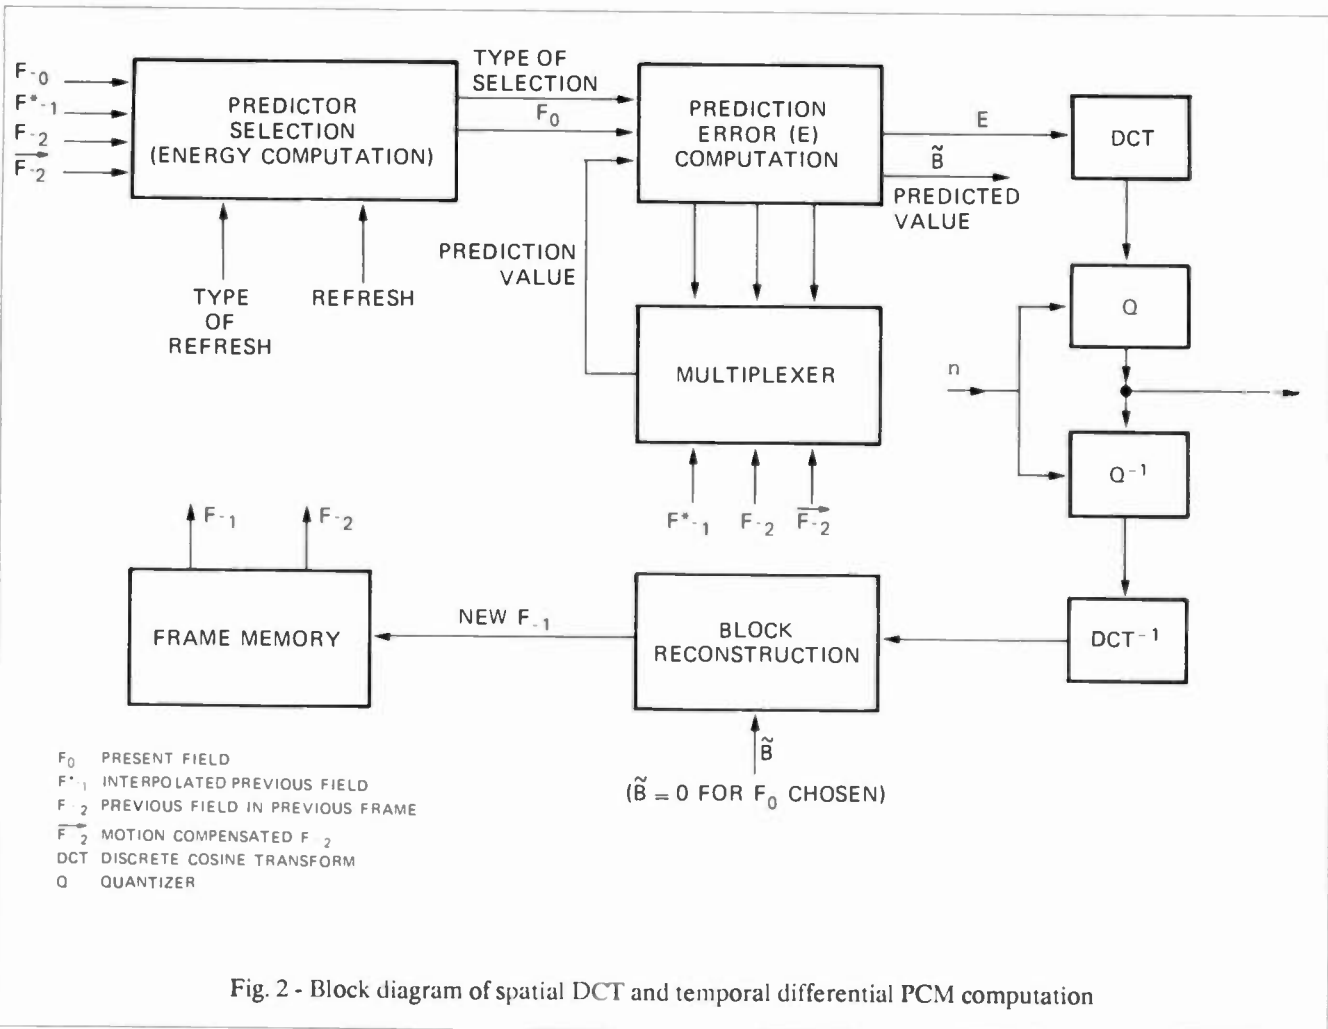 F-0
F*-1
F-2
F-2
PREDICTOR
SELECTION
(ENERGY COMPUTATION)
TYPE OF
SELECTION
F0
PREDICTION
ERROR (E)
COMPUTATION
E
B̃
PREDICTED
VALUE
DCT
TYPE
OF
REFRESH
REFRESH
PREDICTION
VALUE
MULTIPLEXER
n
Q
Q-1
F*-1
F-2
F-2
F-1
F-2
FRAME MEMORY
NEW F-1
BLOCK
RECONSTRUCTION
DCT-1
B̃
(B̃ = 0 FOR F0 CHOSEN)
F0 PRESENT FIELD
F*-1 INTERPOLATED PREVIOUS FIELD
F-2 PREVIOUS FIELD IN PREVIOUS FRAME
F-2 MOTION COMPENSATED F-2
DCT DISCRETE COSINE TRANSFORM
Q QUANTIZER
Fig. 2 - Block diagram of spatial DCT and temporal differential PCM computation